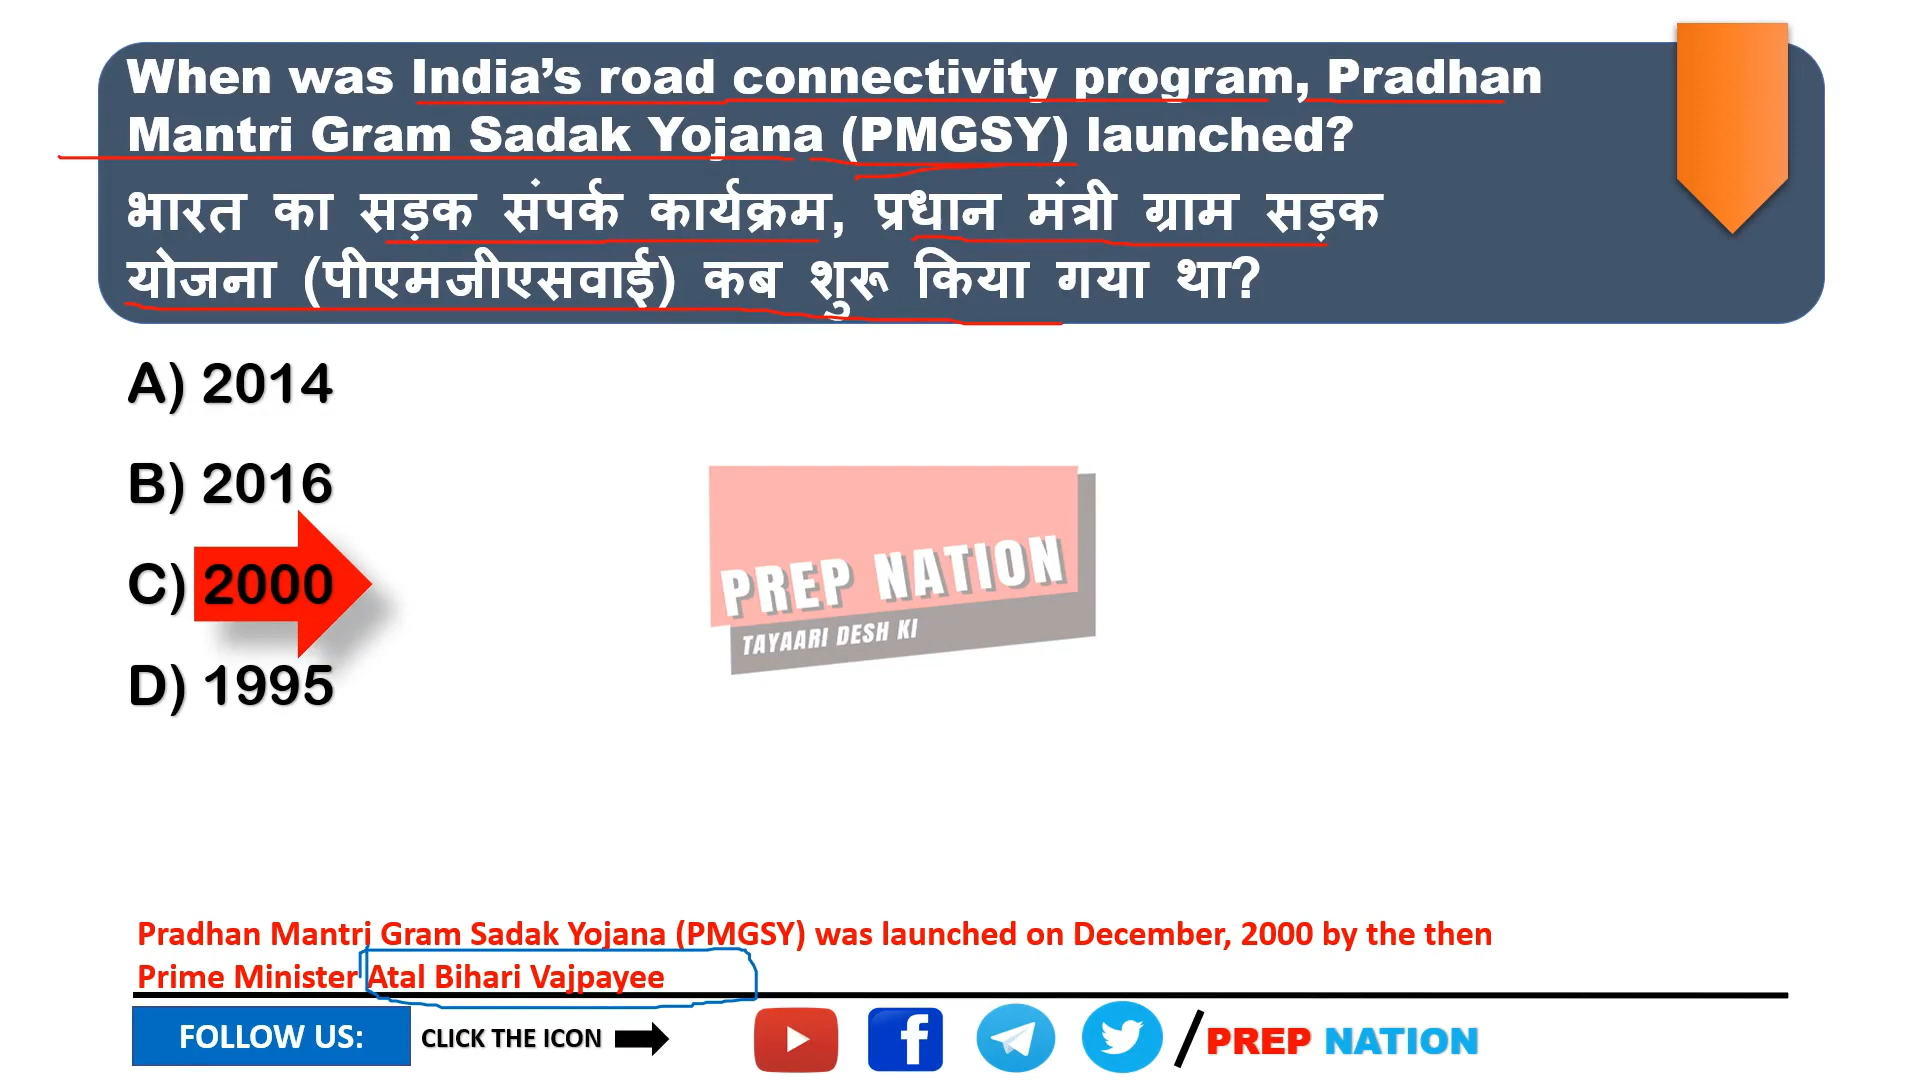 When was India’s road connectivity program, Pradhan
Mantri Gram Sadak Yojana (PMGSY) launched?
भारत का सड़क संपर्क कार्यक्रम, प्रधान मंत्री ग्राम सड़क
योजना (पीएमजीएसवाई) कब शुरू किया गया था?
A) 2014
B) 2016
C) 2000
D) 1995
PREP NATION
TAYAARI DESH KI
Pradhan Mantri Gram Sadak Yojana (PMGSY) was launched on December, 2000 by the then
Prime Minister Atal Bihari Vajpayee
FOLLOW US: CLICK THE ICON /PREP NATION